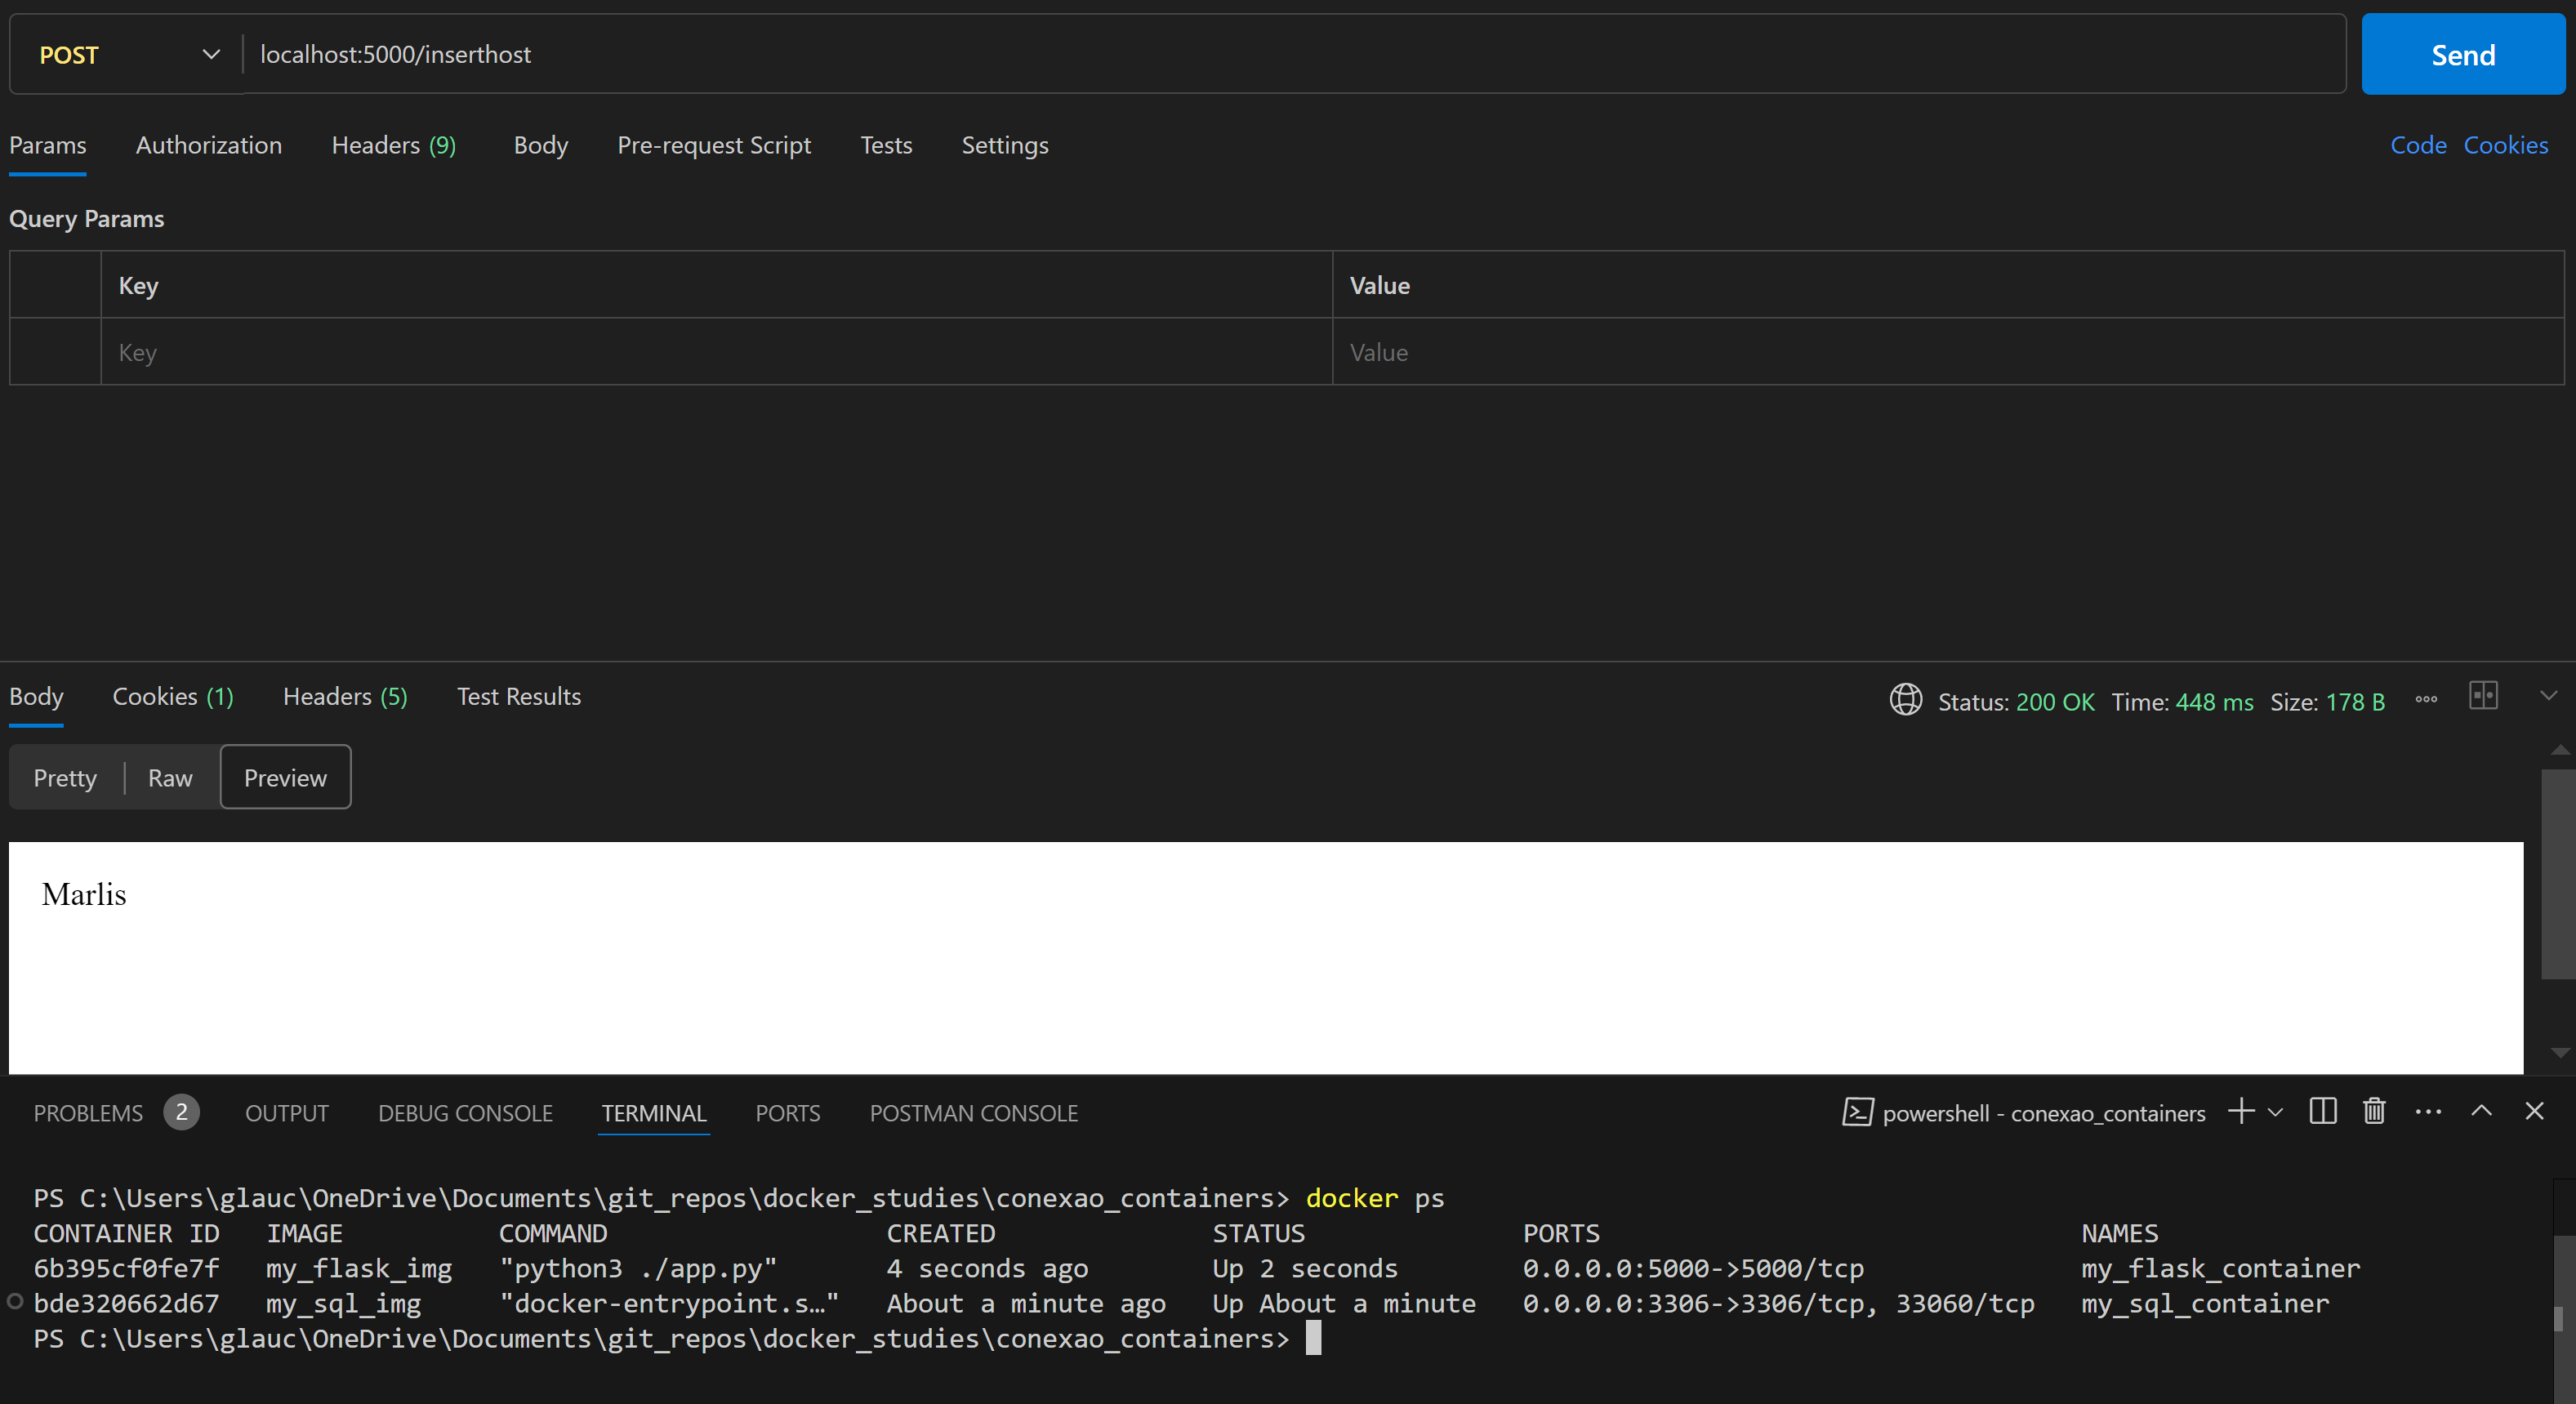 POST localhost:5000/inserthost Send
Params Authorization Headers (9) Body Pre-request Script Tests Settings Code Cookies
Query Params
Key Value
Key Value
Body Cookies (1) Headers (5) Test Results Status: 200 OK Time: 448 ms Size: 178 B
Pretty Raw Preview
Marlis
PROBLEMS 2 OUTPUT DEBUG CONSOLE TERMINAL PORTS POSTMAN CONSOLE powershell - conexao_containers
PS C:\Users\glauc\OneDrive\Documents\git_repos\docker_studies\conexao_containers> docker ps
CONTAINER ID IMAGE COMMAND CREATED STATUS PORTS NAMES
6b395cf0fe7f my_flask_img "python3 ./app.py" 4 seconds ago Up 2 seconds 0.0.0.0:5000->5000/tcp my_flask_container
bde320662d67 my_sql_img "docker-entrypoint.s…" About a minute ago Up About a minute 0.0.0.0:3306->3306/tcp, 33060/tcp my_sql_container
PS C:\Users\glauc\OneDrive\Documents\git_repos\docker_studies\conexao_containers>